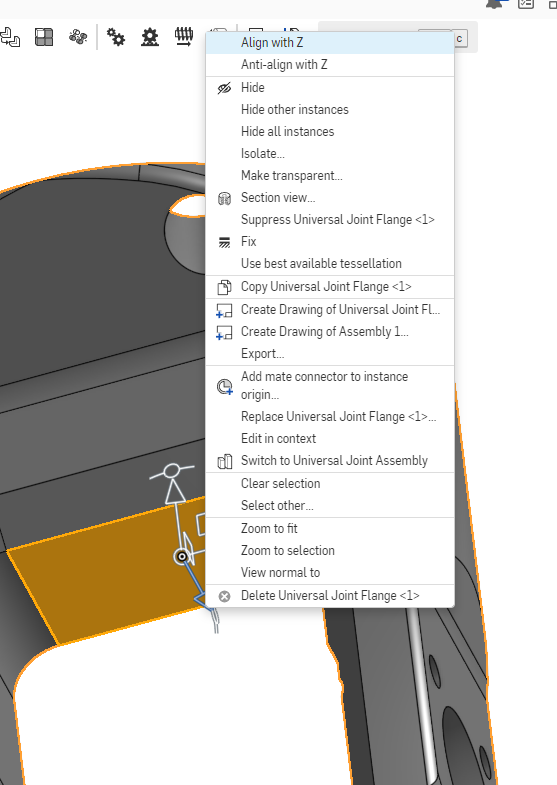 c
Align with Z
Anti-align with Z
Hide
Hide other instances
Hide all instances
Isolate...
Make transparent...
Section view...
Suppress Universal Joint Flange <1>
Fix
Use best available tessellation
Copy Universal Joint Flange <1>
Create Drawing of Universal Joint Fl...
Create Drawing of Assembly 1...
Export...
Add mate connector to instance
origin...
Replace Universal Joint Flange <1>...
Edit in context
Switch to Universal Joint Assembly
Clear selection
Select other...
Zoom to fit
Zoom to selection
View normal to
Delete Universal Joint Flange <1>